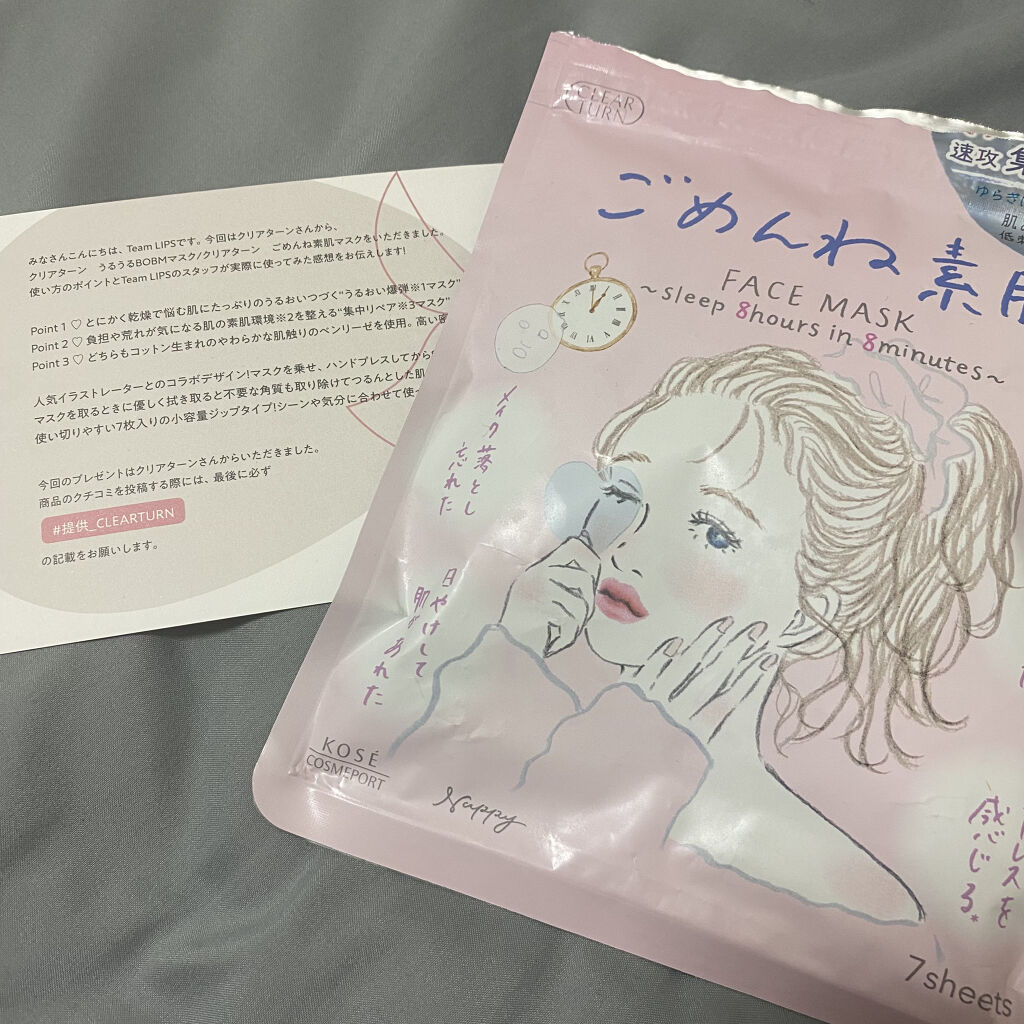 みなさんこんにちは、Team LIPSです。今回はクリアターンさんから、
クリアターン うるうるBOBMマスク/クリアターン ごめんね素肌マスクをいただきました。
使い方のポイントとTeam LIPSのスタッフが実際に使ってみた感想をお伝えします!
Point 1 ♡ とにかく乾燥で悩む肌にたっぷりのうるおいつづく"うるおい爆弾※1マスク"
Point 2 ♡ 負担や荒れが気になる肌の素肌環境※2を整える"集中リペア※3マスク"
Point 3 ♡ どちらもコットン生まれのやわらかな肌触りのベンリーゼを使用。高い密
人気イラストレーターとのコラボデザイン!マスクを乗せ、ハンドプレスしてから
マスクを取るときに優しく拭き取ると不要な角質も取り除けてつるんとした肌
使い切りやすい7枚入りの小容量ジップタイプ!シーンや気分に合わせて使
今回のプレゼントはクリアターンさんからいただきました。
商品のクチコミを投稿する際には、最後に必ず
#提供_CLEARTURN
の記載をお願いします。
CLEAR
TURN
速攻 集
ゆらぎ
肌
低
ごめんね素肌
FACE MASK
~sleep 8hours in 8minutes~
メイク落とし
忘れた
日やけして
肌があれた
ストレスを
感じる*
KOSÉ
COSMEPORT
Nappy
7sheets